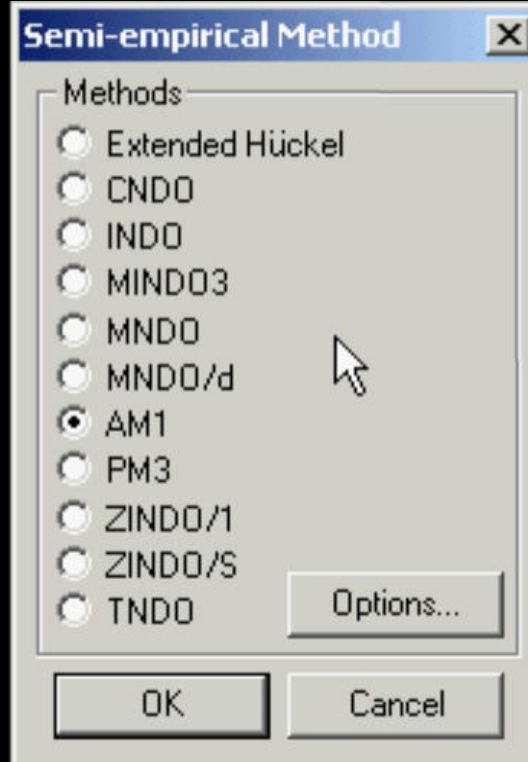 Semi-empirical Method
Methods
Extended Hückel
CNDO
INDO
MINDO3
MNDO
MNDO/d
AM1
PM3
ZINDO/1
ZINDO/S
TNDO
Options...
OK
Cancel